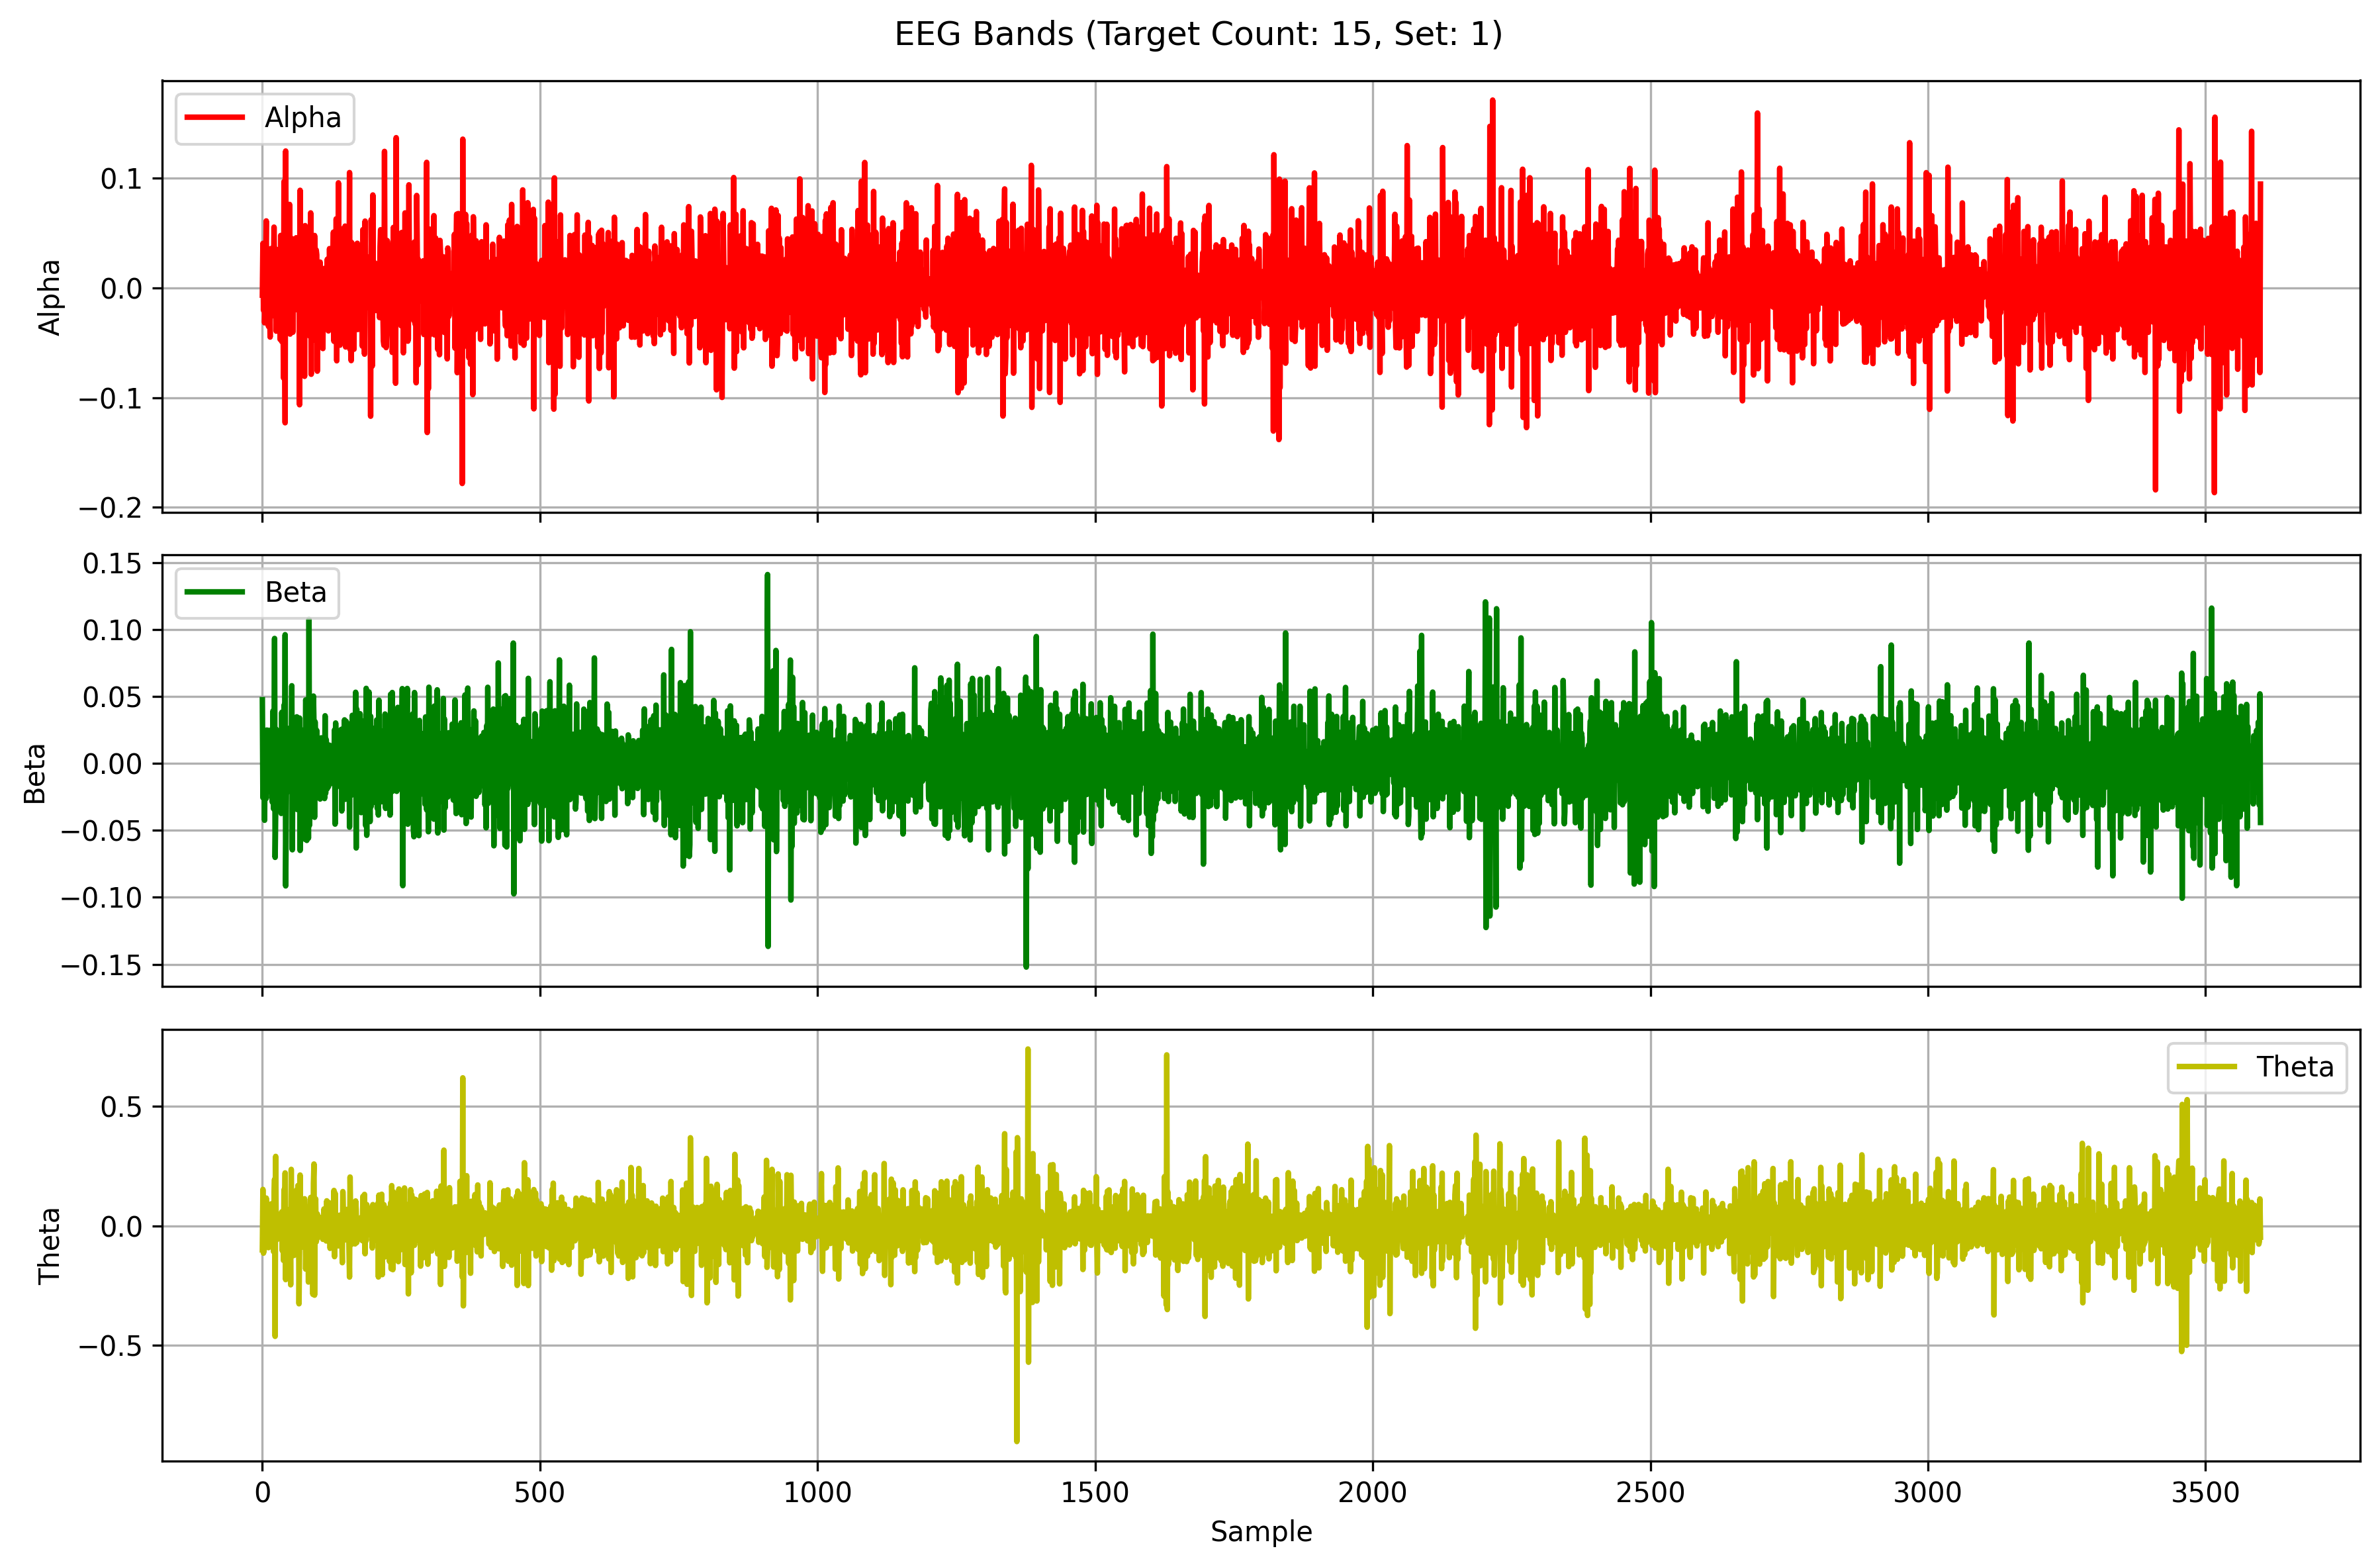 EEG Bands (Target Count: 15, Set: 1)
Alpha
0.1
0.0
−0.1
−0.2
Alpha
Beta
0.15
0.10
0.05
0.00
−0.05
−0.10
−0.15
Beta
Theta
0.5
0.0
−0.5
Theta
0 500 1000 1500 2000 2500 3000 3500
Sample